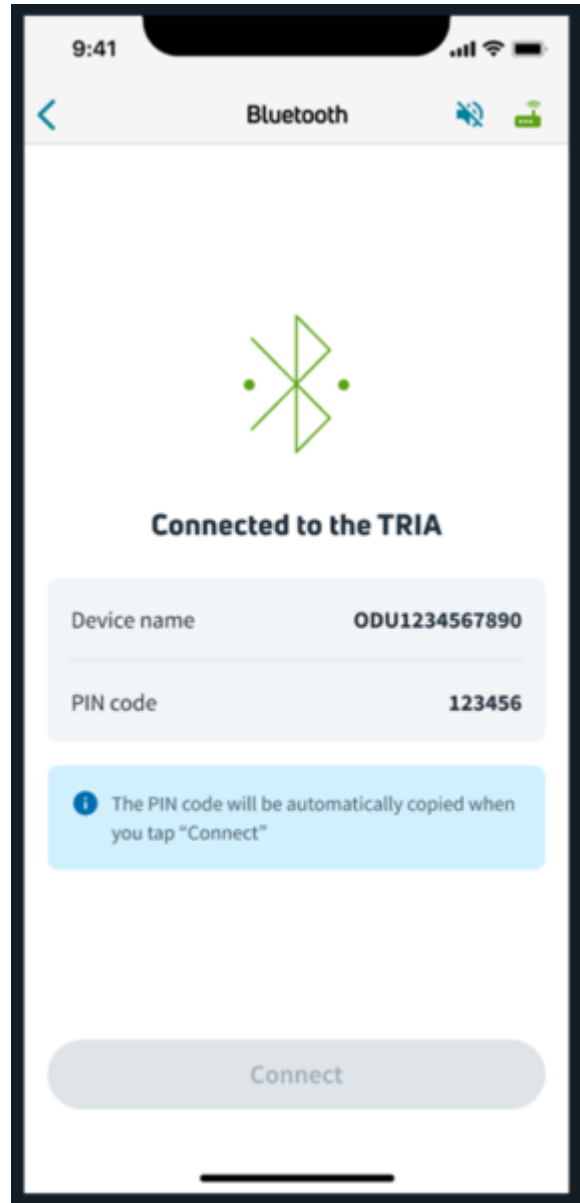 9:41
Bluetooth
Connected to the TRIA
Device name ODU1234567890
PIN code 123456
The PIN code will be automatically copied when
you tap “Connect”
Connect